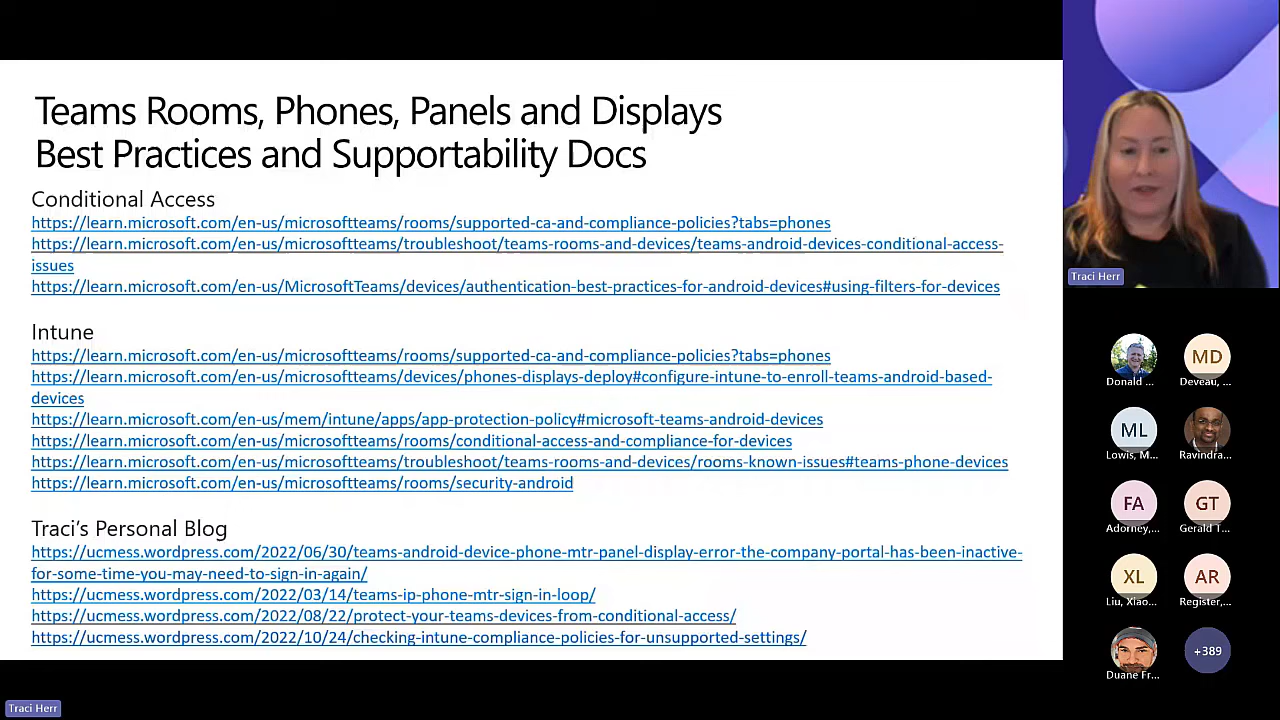 Teams Rooms, Phones, Panels and Displays
Best Practices and Supportability Docs
Conditional Access
https://learn.microsoft.com/en-us/microsoftteams/rooms/supported-ca-and-compliance-policies?tabs=phones
https://learn.microsoft.com/en-us/microsoftteams/troubleshoot/teams-rooms-and-devices/teams-android-devices-conditional-access-
issues
https://learn.microsoft.com/en-us/MicrosoftTeams/devices/authentication-best-practices-for-android-devices#using-filters-for-devices
Intune
https://learn.microsoft.com/en-us/microsoftteams/rooms/supported-ca-and-compliance-policies?tabs=phones
https://learn.microsoft.com/en-us/microsoftteams/devices/phones-displays-deploy#configure-intune-to-enroll-teams-android-based-
devices
https://learn.microsoft.com/en-us/mem/intune/apps/app-protection-policy#microsoft-teams-android-devices
https://learn.microsoft.com/en-us/microsoftteams/rooms/conditional-access-and-compliance-for-devices
https://learn.microsoft.com/en-us/microsoftteams/troubleshoot/teams-rooms-and-devices/rooms-known-issues#teams-phone-devices
https://learn.microsoft.com/en-us/microsoftteams/rooms/security-android
Traci's Personal Blog
https://ucmess.wordpress.com/2022/06/30/teams-android-device-phone-mtr-panel-display-error-the-company-portal-has-been-inactive-
for-some-time-you-may-need-to-sign-in-again/
https://ucmess.wordpress.com/2022/03/14/teams-ip-phone-mtr-sign-in-loop/
https://ucmess.wordpress.com/2022/08/22/protect-your-teams-devices-from-conditional-access/
https://ucmess.wordpress.com/2022/10/24/checking-intune-compliance-policies-for-unsupported-settings/
Traci Herr
MD
Donald ... Deveau, ...
ML
Lowis, M... Ravindra...
FA GT
Adorney,... Gerald T...
XL AR
Liu, Xiao... Register,...
+389
Duane Fr...
Traci Herr